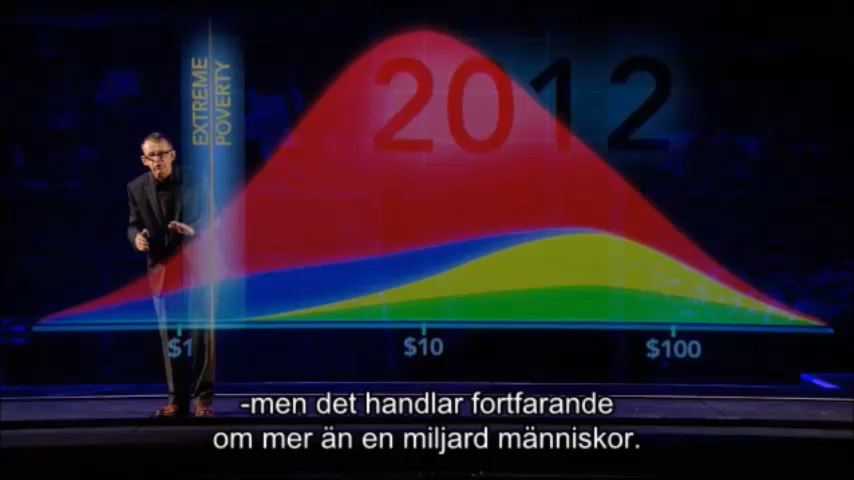 EXTREME
POVERTY
2012
$1
$10
$100
-men det handlar fortfarande
om mer än en miljard människor.